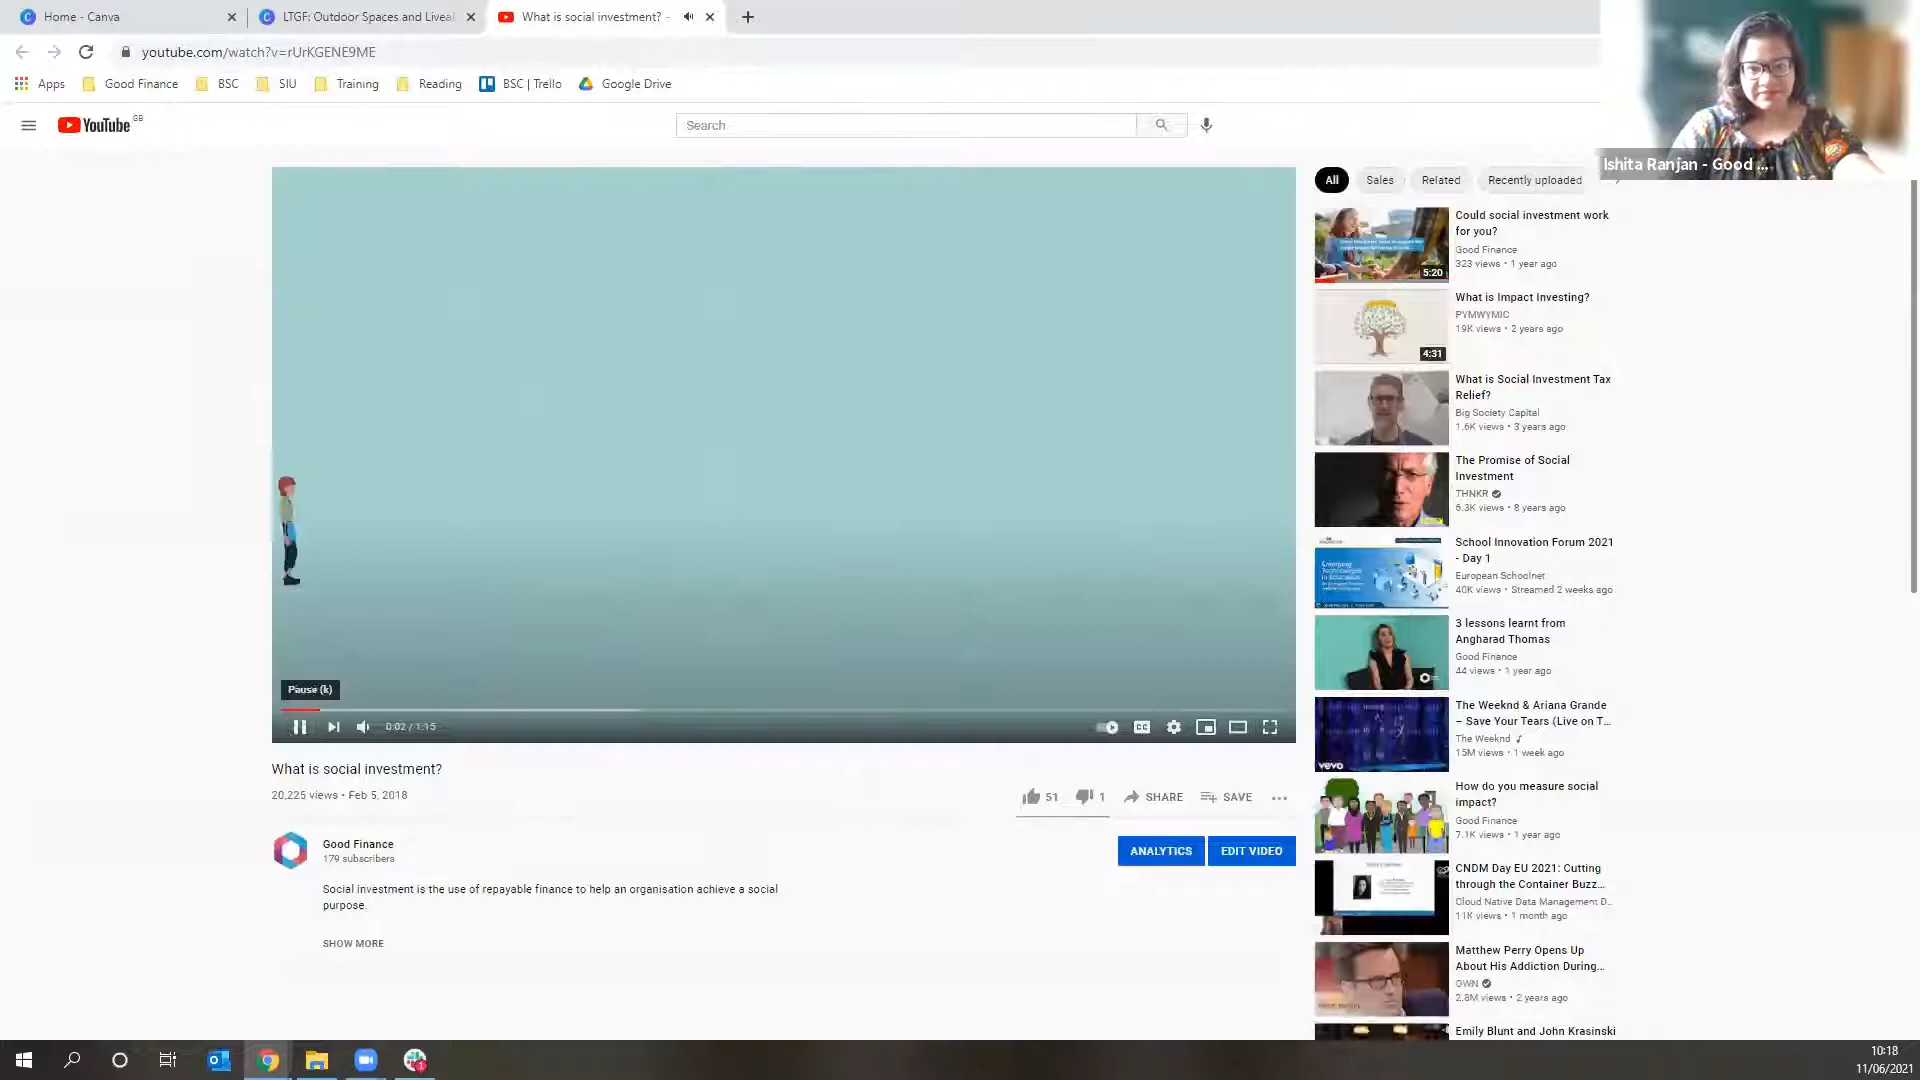 Home - Canva
LTGF: Outdoor Spaces and Liveal
What is social investment? -
youtube.com/watch?v=rUrKGENE9ME
Apps
Good Finance
BSC
SIU
Training
Reading
BSC | Trello
Google Drive
YouTube GB
Search
Ishita Ranjan - Good ...
All
Sales
Related
Recently uploaded
Could social investment work
for you?
Good Finance
323 views • 1 year ago
5:20
What is Impact Investing?
PYMWYMIC
19K views • 2 years ago
4:31
What is Social Investment Tax
Relief?
Big Society Capital
1.6K views • 3 years ago
The Promise of Social
Investment
THNKR
6.3K views • 8 years ago
School Innovation Forum 2021
- Day 1
European Schoolnet
40K views • Streamed 2 weeks ago
3 lessons learnt from
Angharad Thomas
Good Finance
44 views • 1 year ago
The Weeknd & Ariana Grande
– Save Your Tears (Live on T...
The Weeknd
15M views • 1 week ago
vevo
How do you measure social
impact?
Good Finance
7.1K views • 1 year ago
CNDM Day EU 2021: Cutting
through the Container Buzz...
Cloud Native Data Management D...
11K views • 1 month ago
Matthew Perry Opens Up
About His Addiction During...
GWN
2.8M views • 2 years ago
Emily Blunt and John Krasinski
Pause (k)
0:02 / 1:15
CC
What is social investment?
20,225 views • Feb 5, 2018
51
1
SHARE
SAVE
Good Finance
179 subscribers
ANALYTICS
EDIT VIDEO
Social investment is the use of repayable finance to help an organisation achieve a social
purpose.
SHOW MORE
10:18
11/06/2021